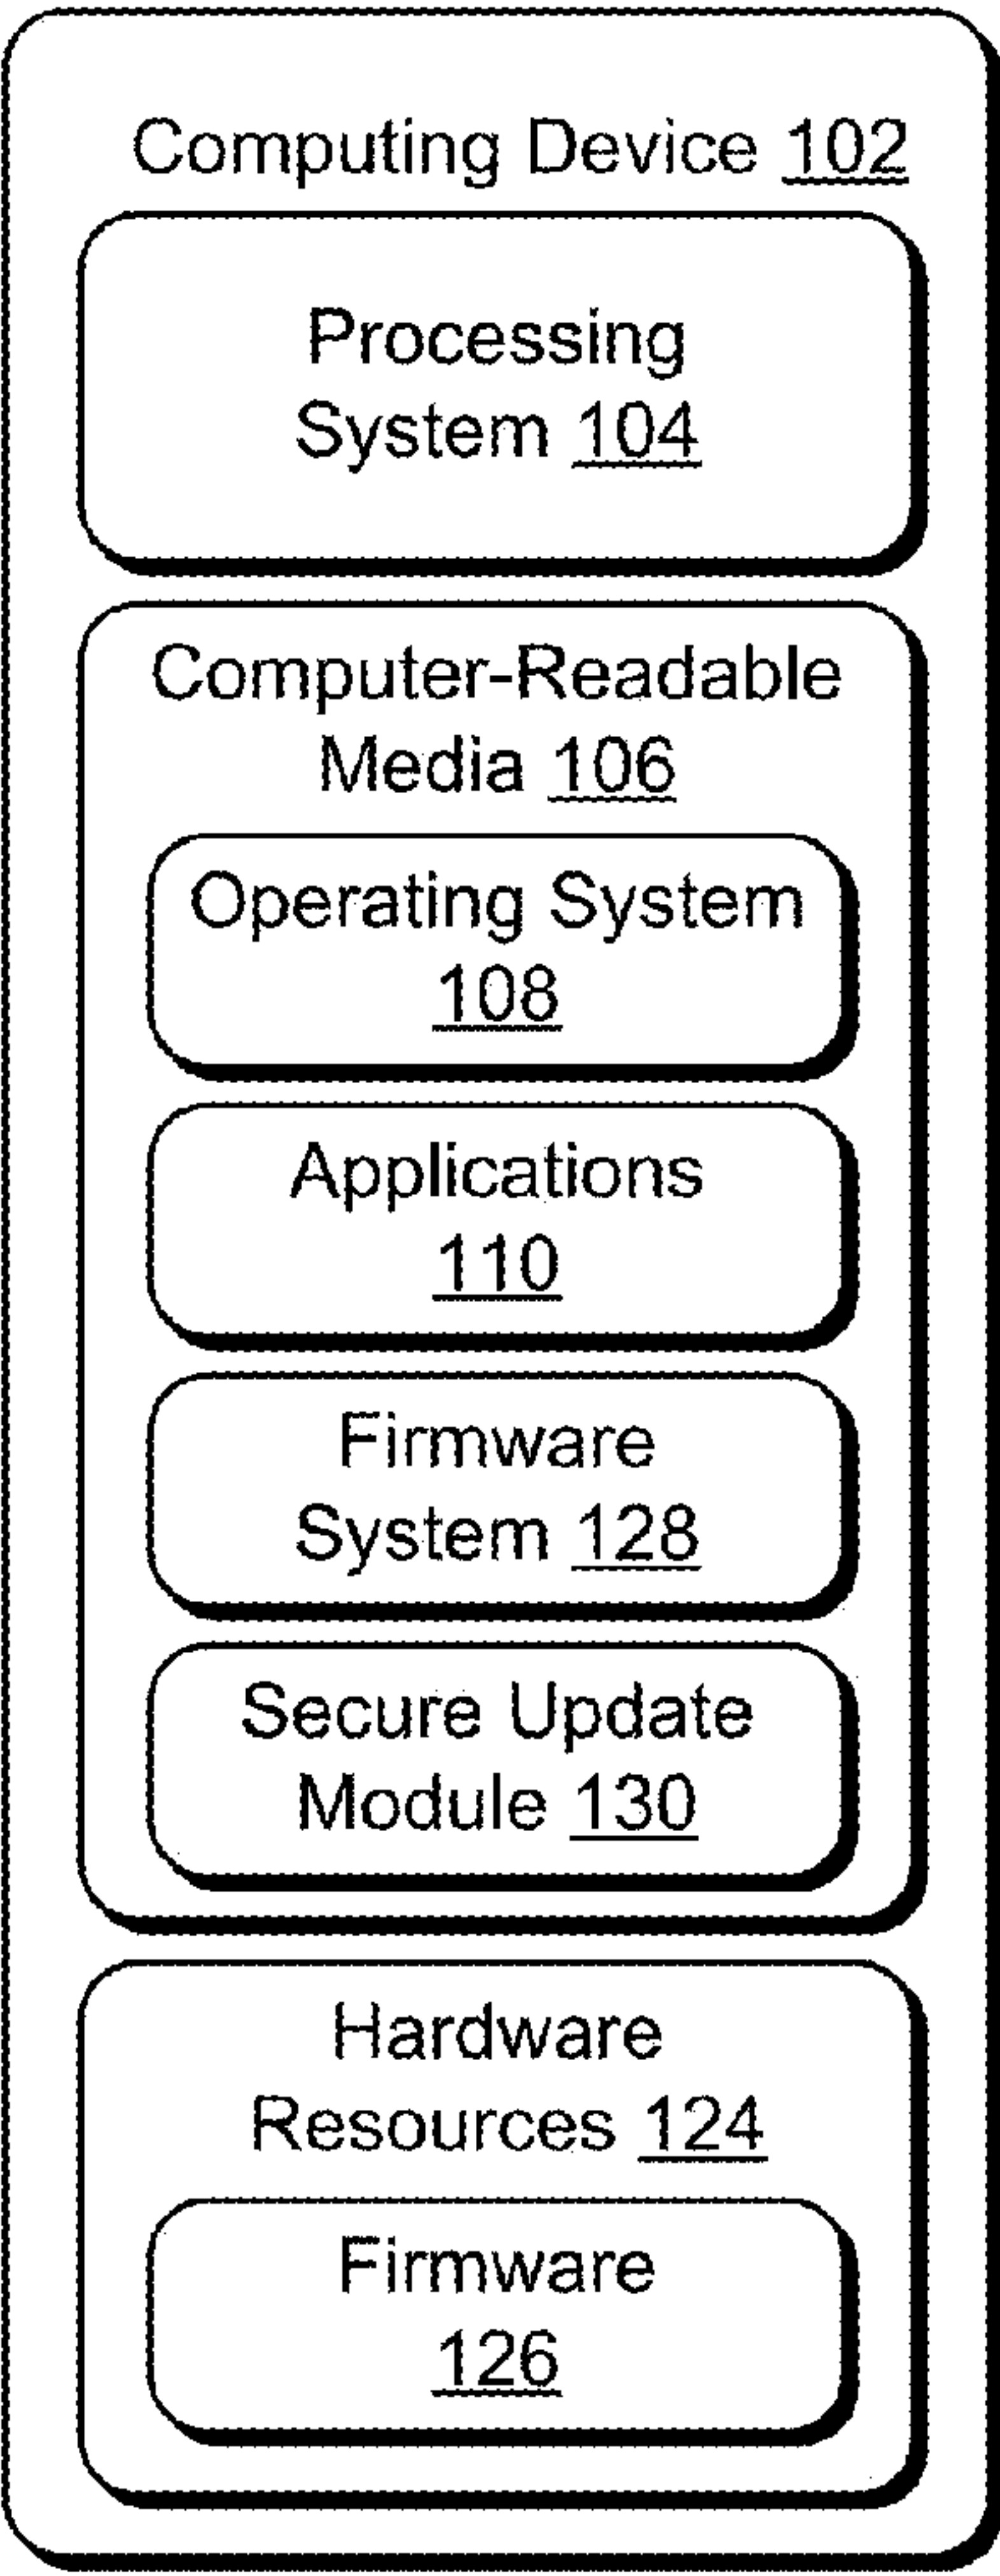 Computing Device 102
Processing
System 104
Computer-Readable
Media 106
Operating System
108
Applications
110
Firmware
System 128
Secure Update
Module 130
Hardware
Resources 124
Firmware
126